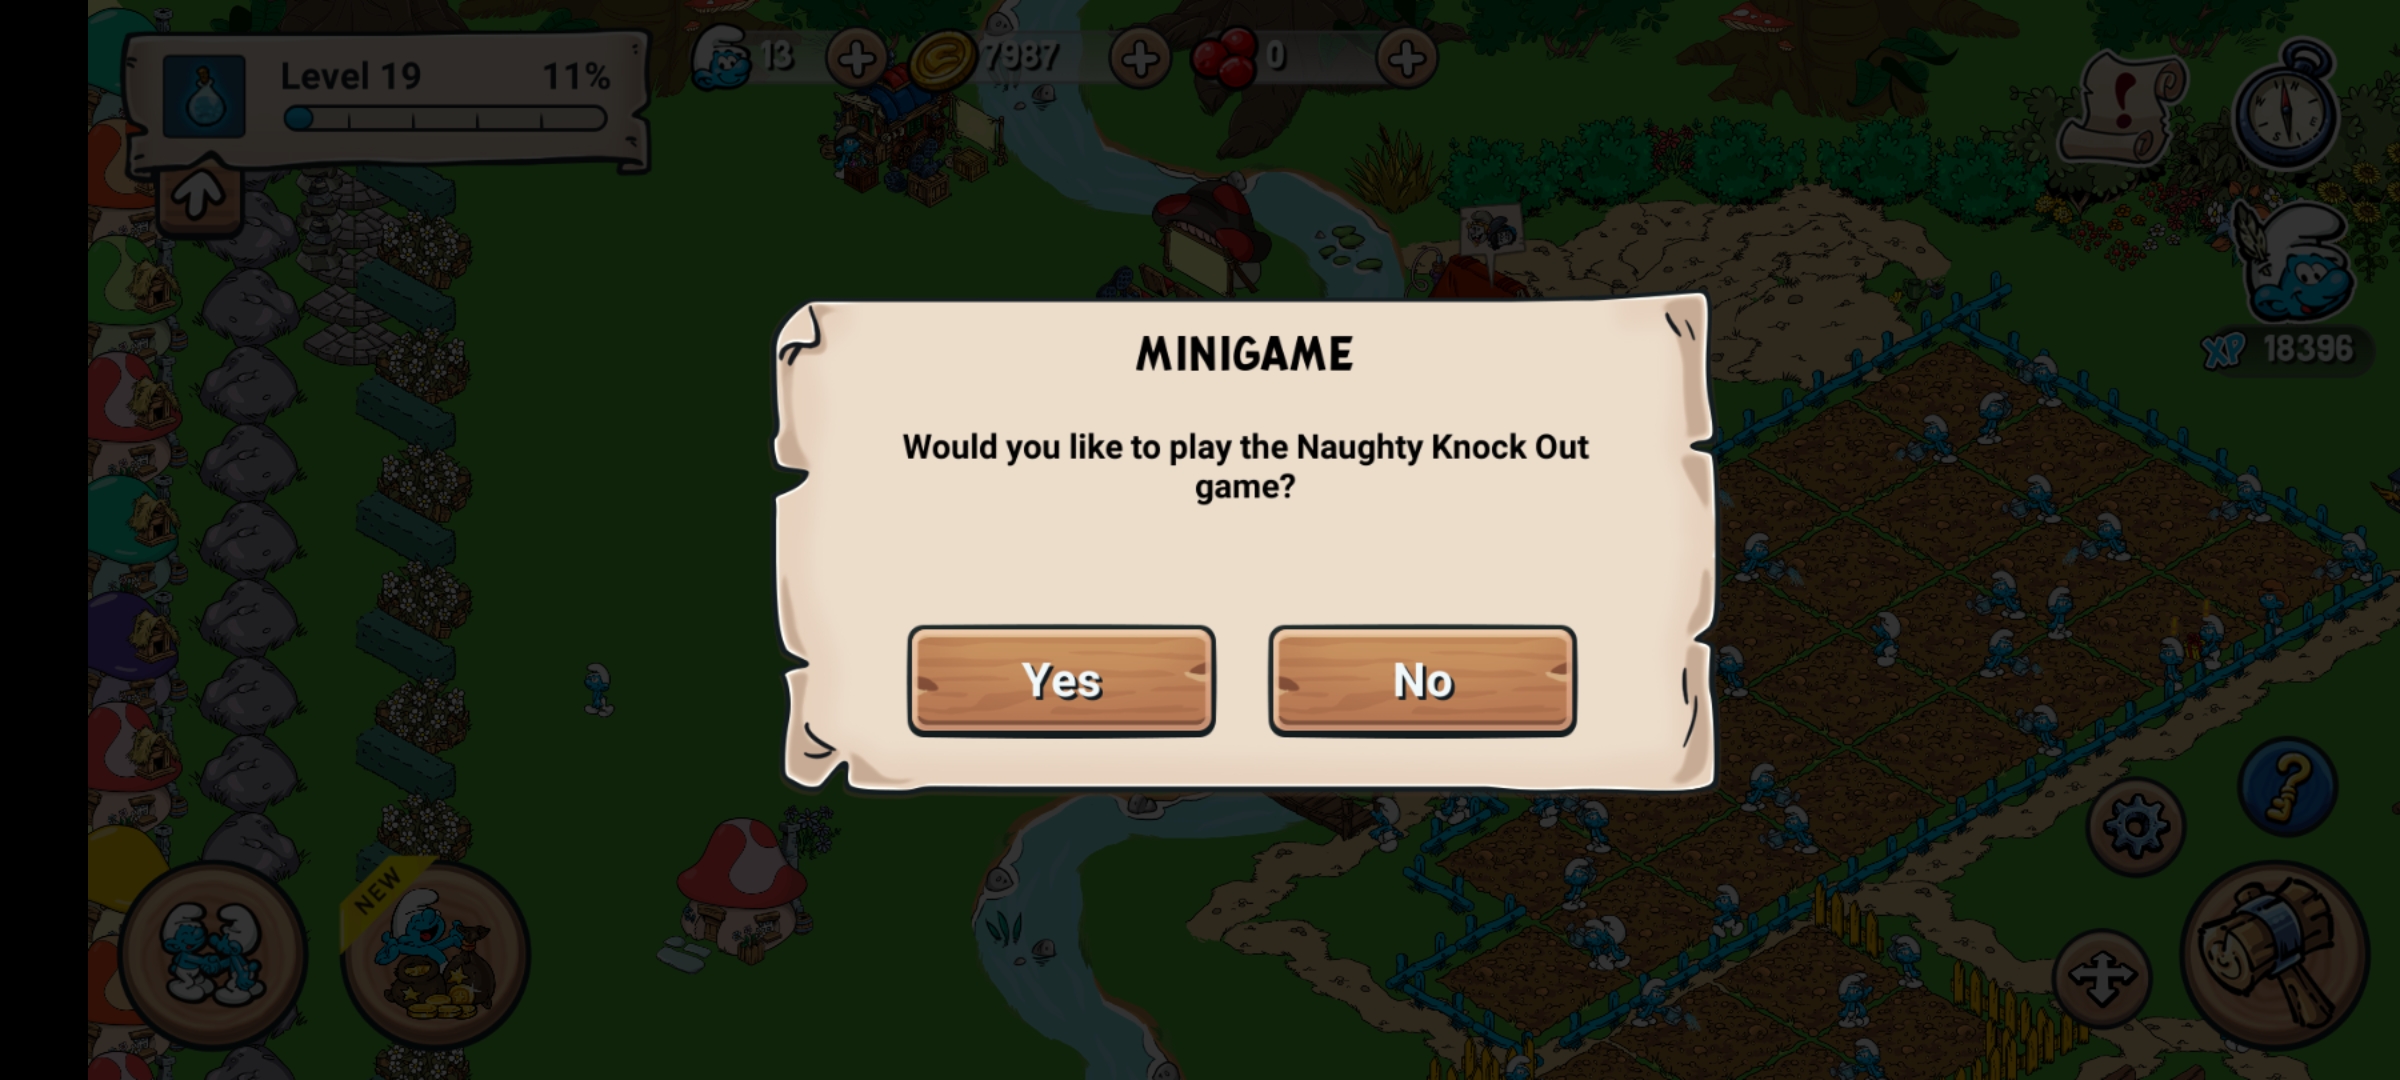 Level 19 11%
13 7987 0
XP 18396
MINIGAME
Would you like to play the Naughty Knock Out
game?
Yes No
NEW